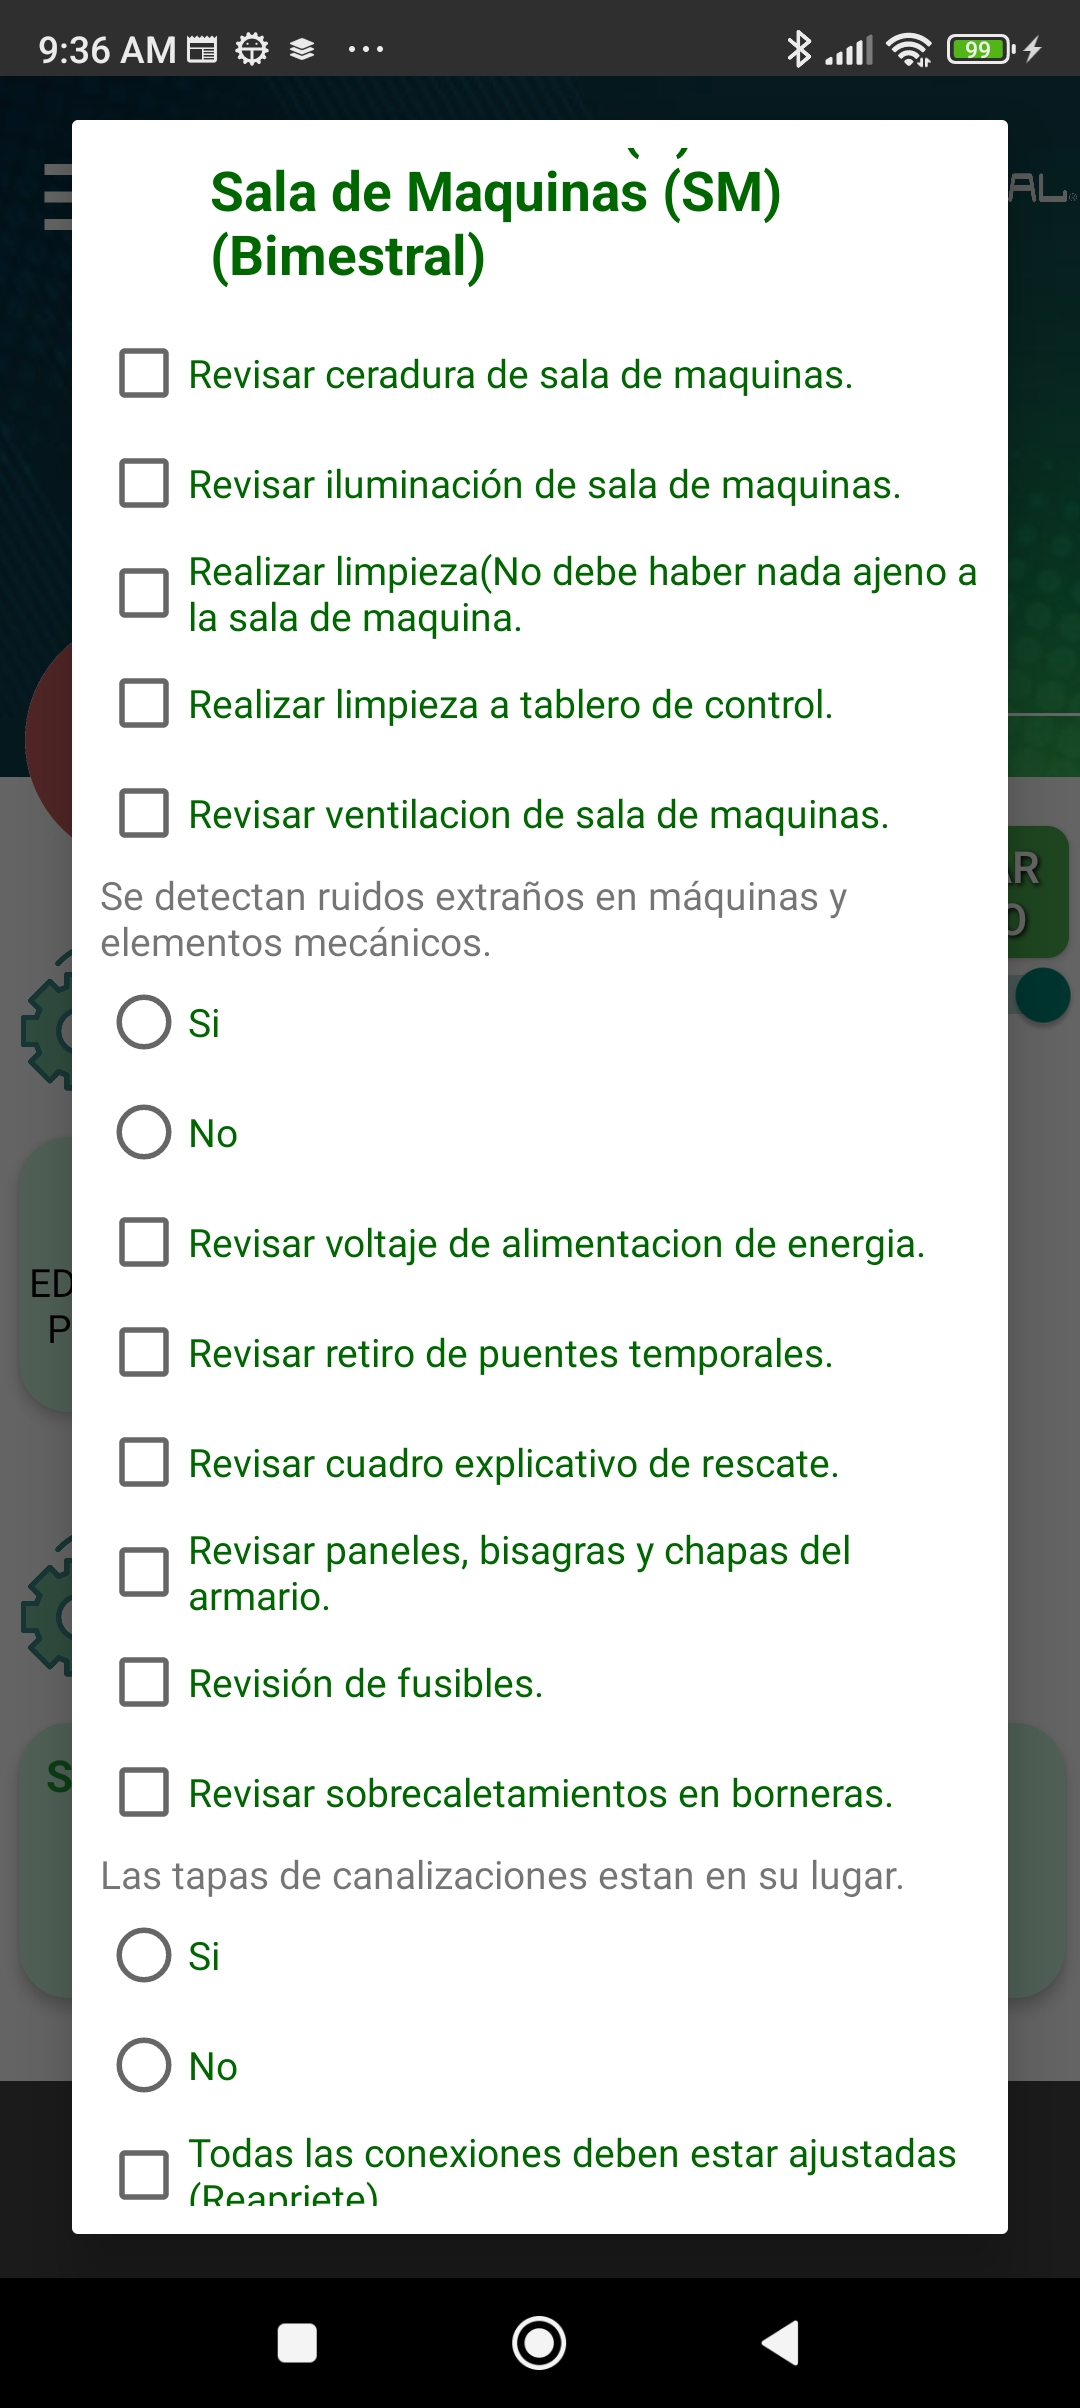 9:36 AM
99
Sala de Maquinas (SM)
(Bimestral)
AL
Revisar ceradura de sala de maquinas.
Revisar iluminación de sala de maquinas.
Realizar limpieza(No debe haber nada ajeno a
la sala de maquina.
Realizar limpieza a tablero de control.
Revisar ventilacion de sala de maquinas.
AR
O
Se detectan ruidos extraños en máquinas y
elementos mecánicos.
Si
No
Revisar voltaje de alimentacion de energia.
ED
P
Revisar retiro de puentes temporales.
Revisar cuadro explicativo de rescate.
Revisar paneles, bisagras y chapas del
armario.
Revisión de fusibles.
S
Revisar sobrecaletamientos en borneras.
Las tapas de canalizaciones estan en su lugar.
Si
No
Todas las conexiones deben estar ajustadas
(Reapriete)